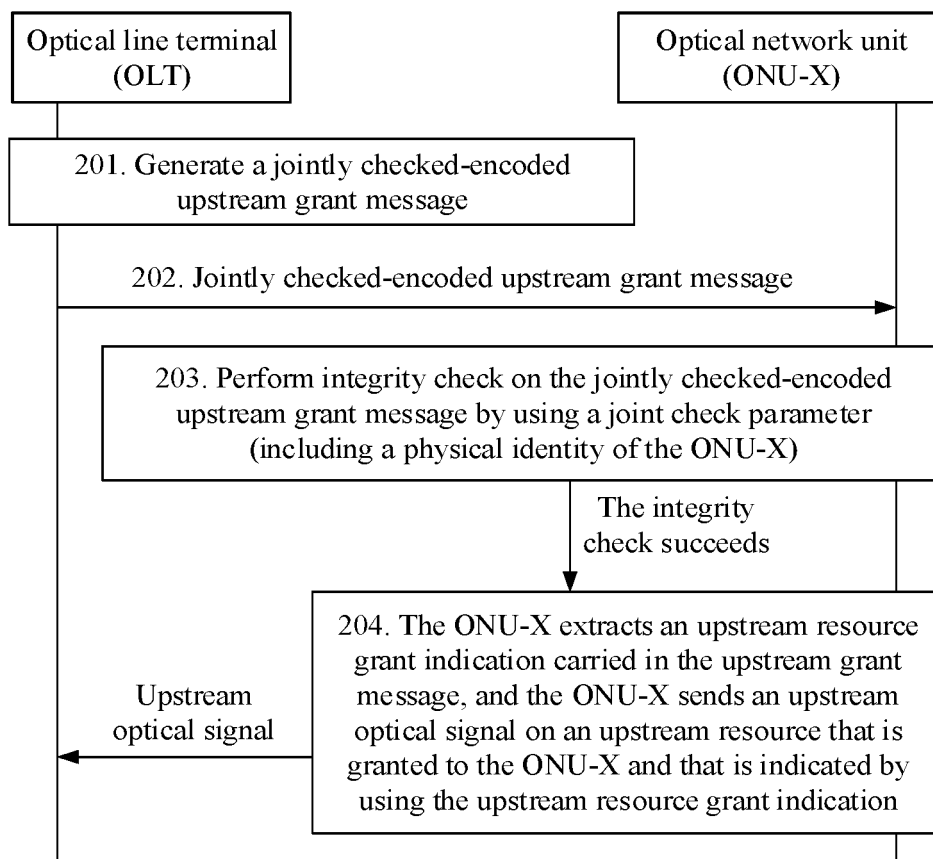 Optical line terminal
(OLT)
Optical network unit
(ONU-X)
201. Generate a jointly checked-encoded
upstream grant message
202. Jointly checked-encoded upstream grant message
203. Perform integrity check on the jointly checked-encoded
upstream grant message by using a joint check parameter
(including a physical identity of the ONU-X)
The integrity
check succeeds
204. The ONU-X extracts an upstream resource
grant indication carried in the upstream grant
message, and the ONU-X sends an upstream
optical signal on an upstream resource that is
granted to the ONU-X and that is indicated by
using the upstream resource grant indication
Upstream
optical signal